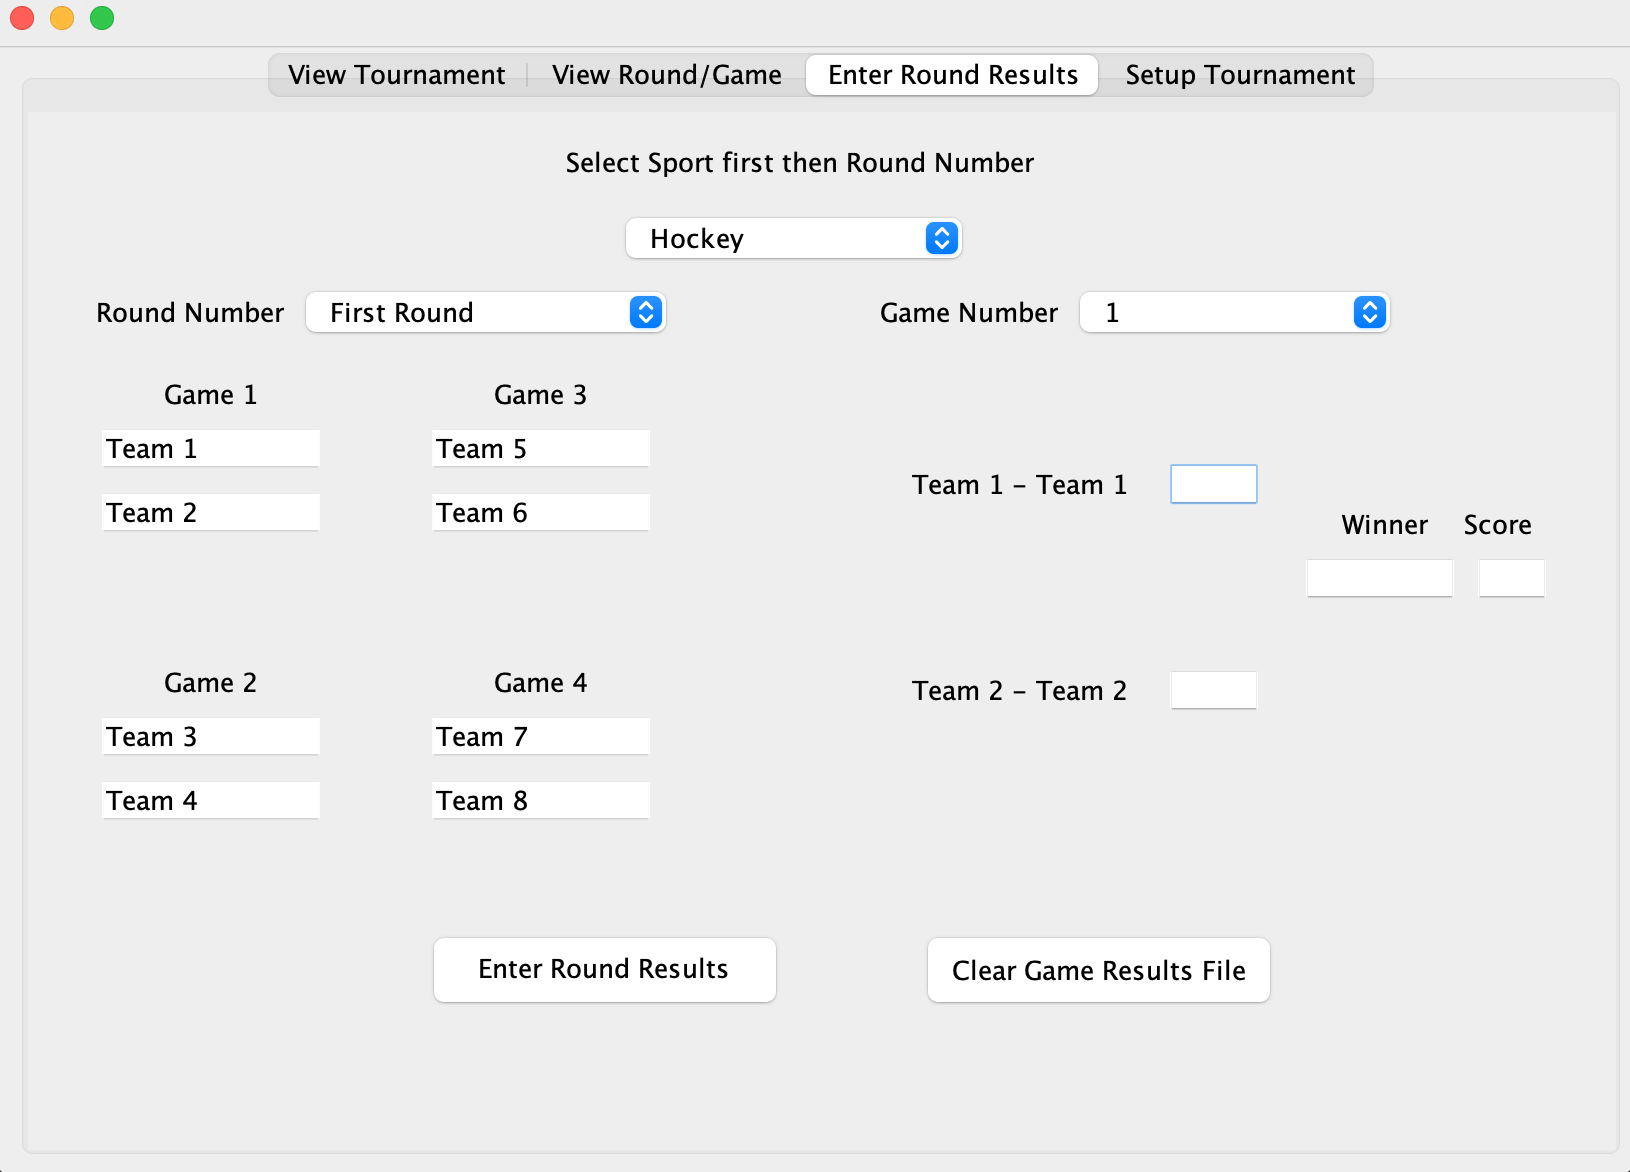 View Tournament
View Round/Game
Enter Round Results
Setup Tournament
Select Sport first then Round Number
Hockey
Round Number
First Round
Game Number
1
Game 1
Team 1
Team 2
Game 3
Team 5
Team 6
Game 2
Team 3
Team 4
Game 4
Team 7
Team 8
Team 1 - Team 1
Winner
Score
Team 2 - Team 2
Enter Round Results
Clear Game Results File